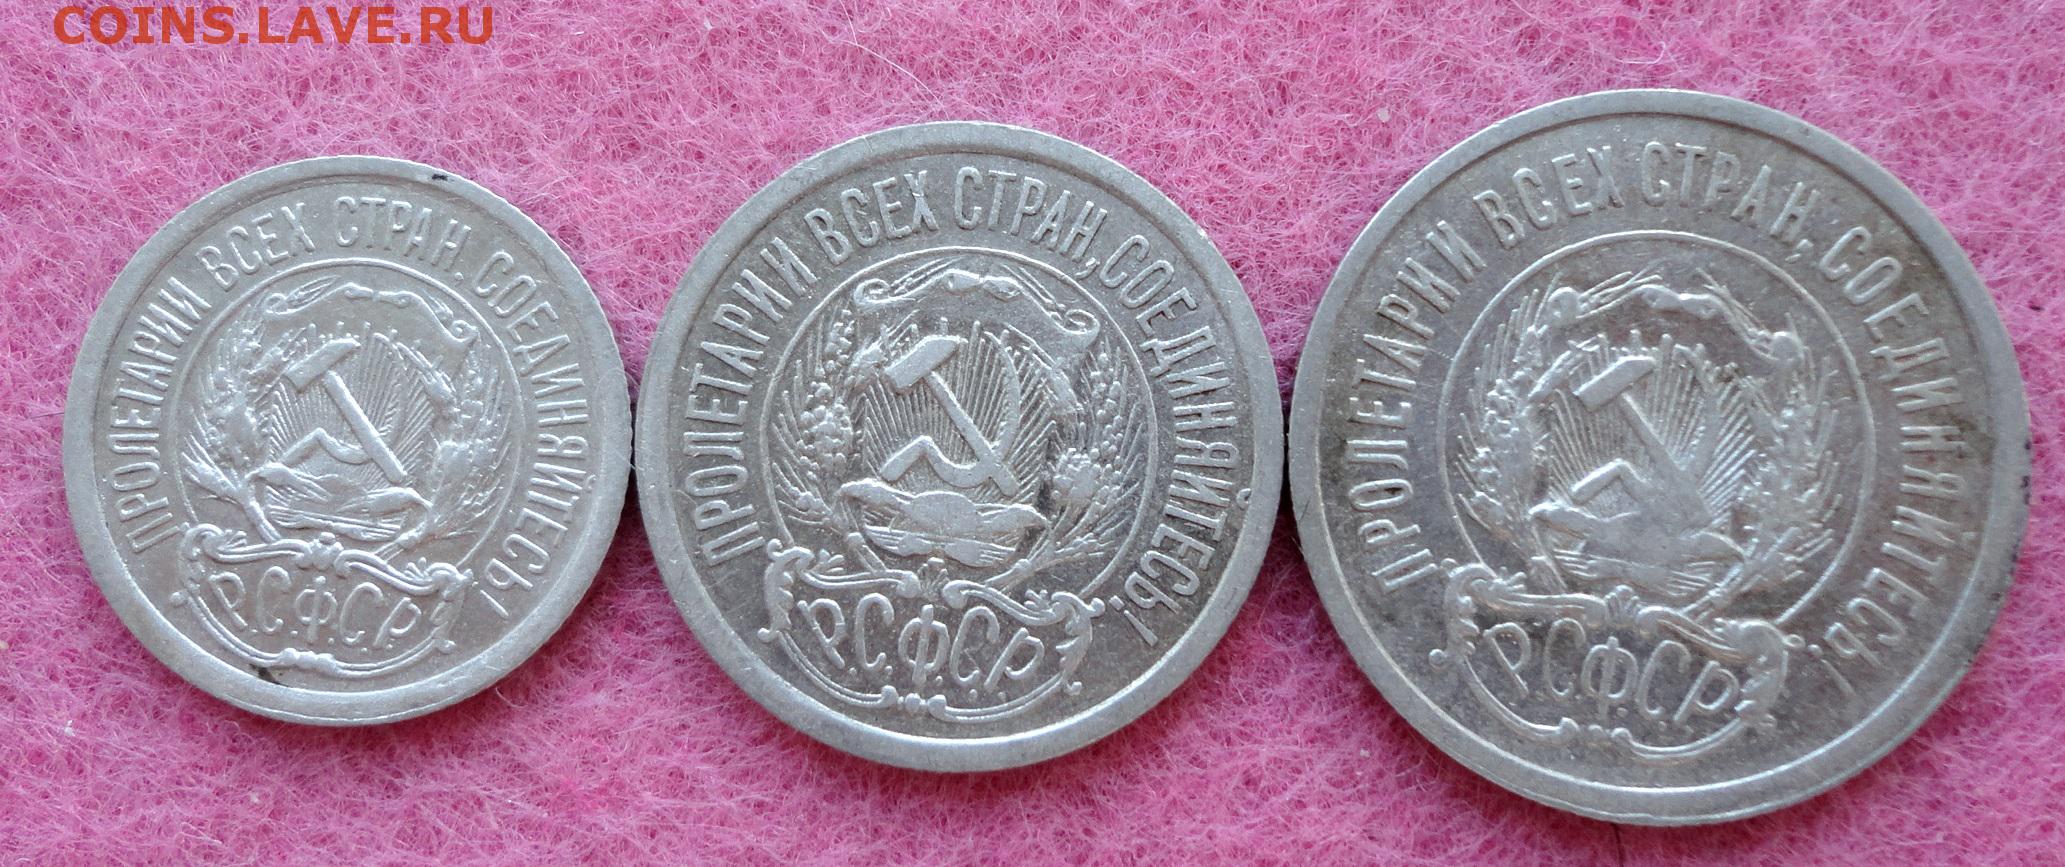 COINS.LAVE.RU
ПРОЛЕТАРИИ ВСЕХ СТРАН, СОЕДИНЯЙТЕСЬ!
Р.С.Ф.С.Р.
ПРОЛЕТАРИИ ВСЕХ СТРАН, СОЕДИНЯЙТЕСЬ!
Р.С.Ф.С.Р.
ПРОЛЕТАРИИ ВСЕХ СТРАН, СОЕДИНЯЙТЕСЬ!
Р.С.Ф.С.Р.